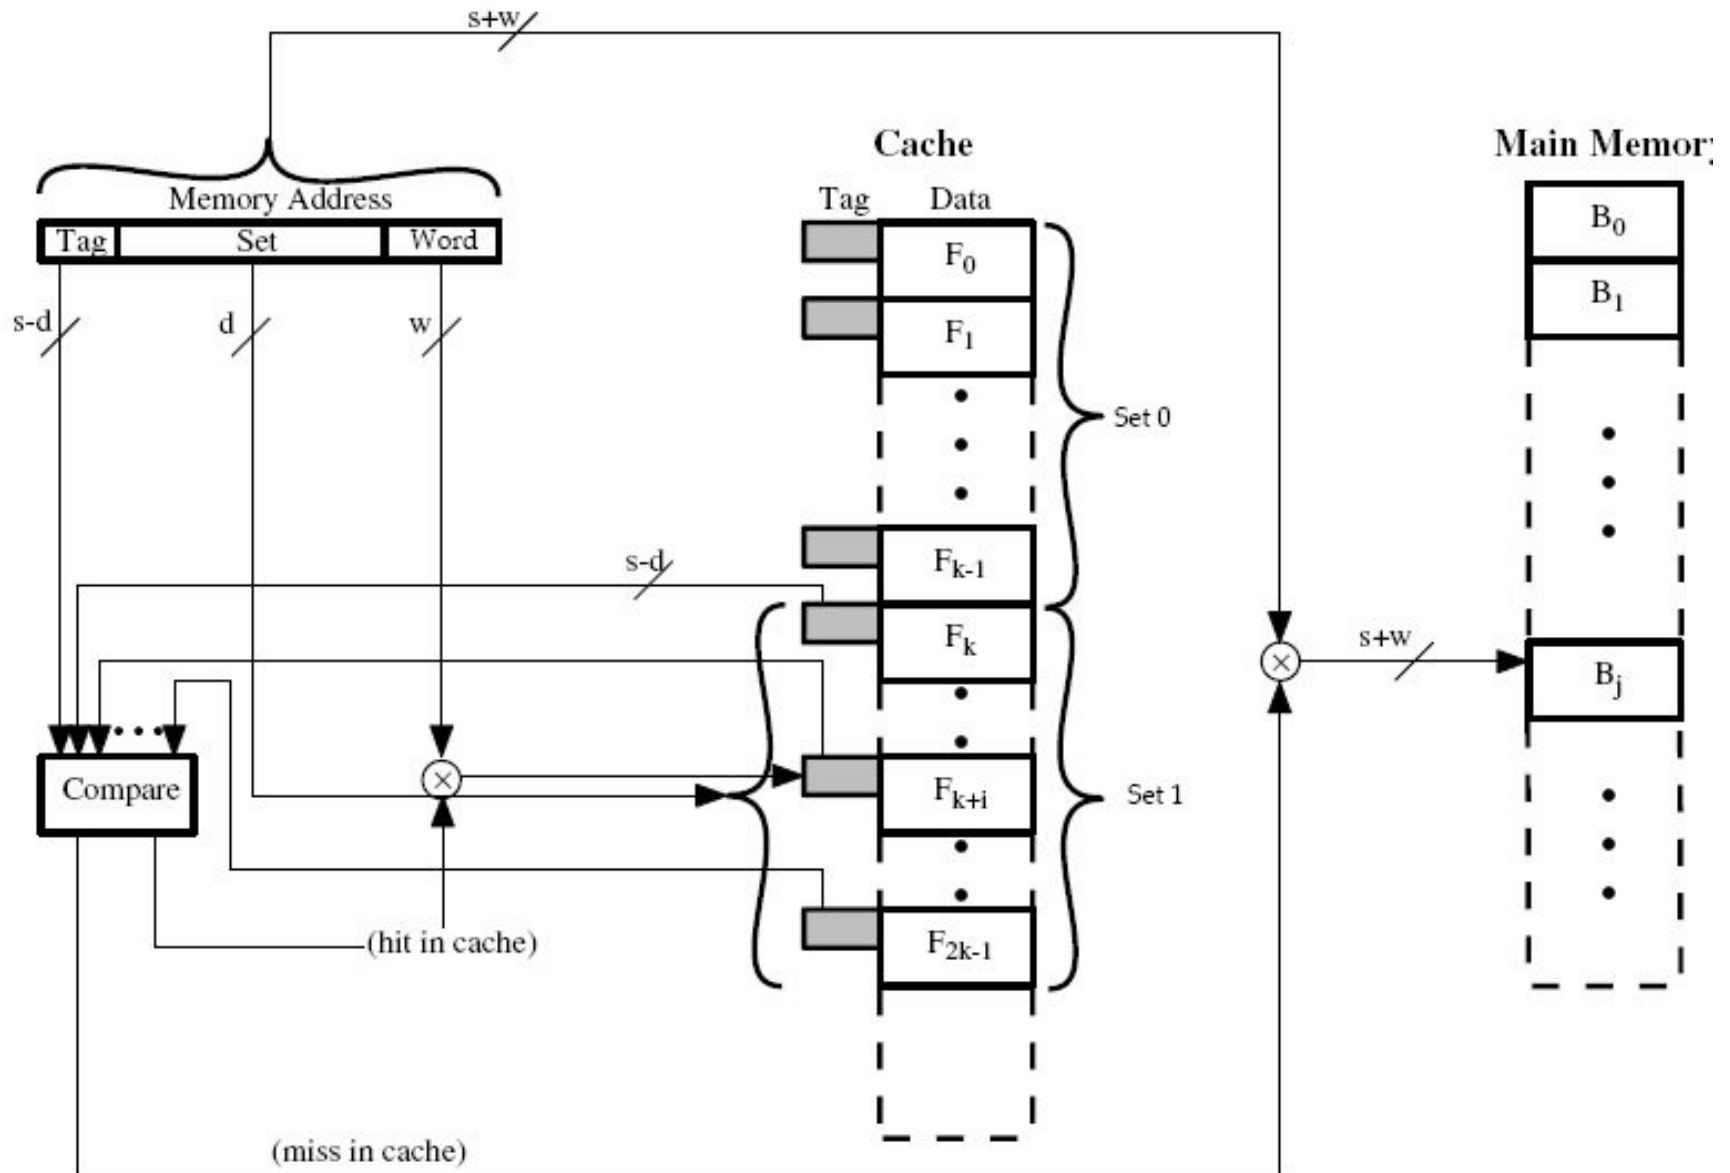 s+w
Cache
Main Memory
Memory Address
Tag Data
Tag Set Word
B0
F0
B1
s-d d w
F1
Set 0
Fk-1
s-d
Fk
s+w
Bj
Compare
Fk+i
Set 1
F2k-1
(hit in cache)
(miss in cache)